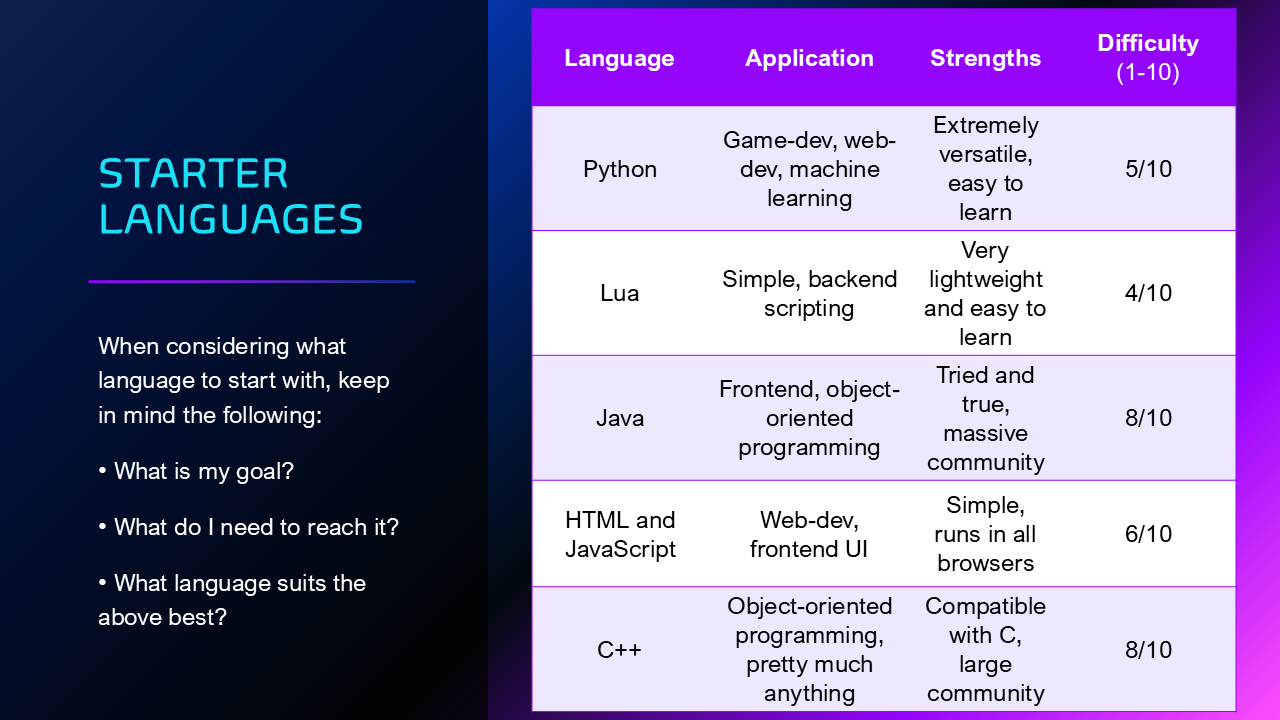 STARTER
LANGUAGES
When considering what
language to start with, keep
in mind the following:
• What is my goal?
• What do I need to reach it?
• What language suits the
above best?
Language
Application
Strengths
Difficulty
(1-10)
Python
Game-dev, web-
dev, machine
learning
Extremely
versatile,
easy to
learn
5/10
Lua
Simple, backend
scripting
Very
lightweight
and easy to
learn
4/10
Java
Frontend, object-
oriented
programming
Tried and
true,
massive
community
8/10
HTML and
JavaScript
Web-dev,
frontend UI
Simple,
runs in all
browsers
6/10
C++
Object-oriented
programming,
pretty much
anything
Compatible
with C,
large
community
8/10